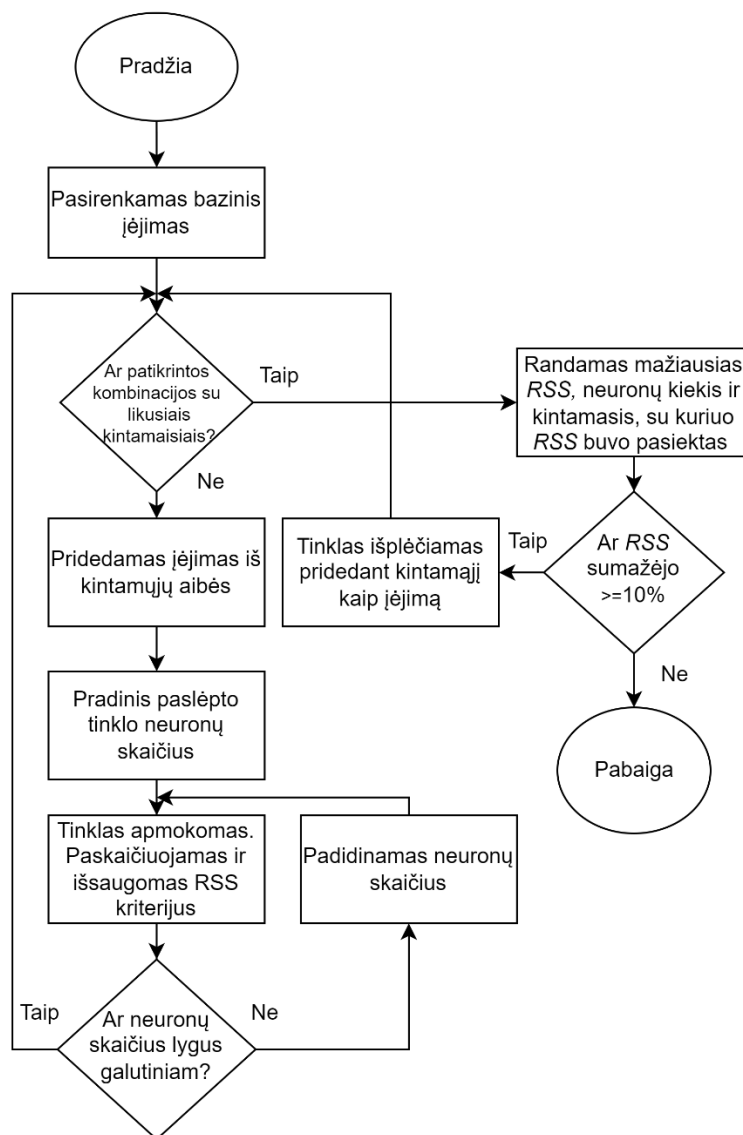 Pradžia
Pasirenkamas bazinis
įėjimas
Ar patikrintos
kombinacijos su
likusiais
kintamaisiais?
Taip
Randamas mažiausias
RSS, neuronų kiekis ir
kintamasis, su kuriuo
RSS buvo pasiektas
Ne
Pridedamas įėjimas iš
kintamųjų aibės
Tinklas išplėčiamas
pridedant kintamąjį
kaip įėjimą
Taip
Ar RSS
sumažėjo
>=10%
Ne
Pradinis paslėpto
tinklo neuronų
skaičius
Pabaiga
Tinklas apmokomas.
Paskaičiuojamas ir
išsaugomas RSS
kriterijus
Padidinamas neuronų
skaičius
Taip
Ar neuronų
skaičius lygus
galutiniam?
Ne